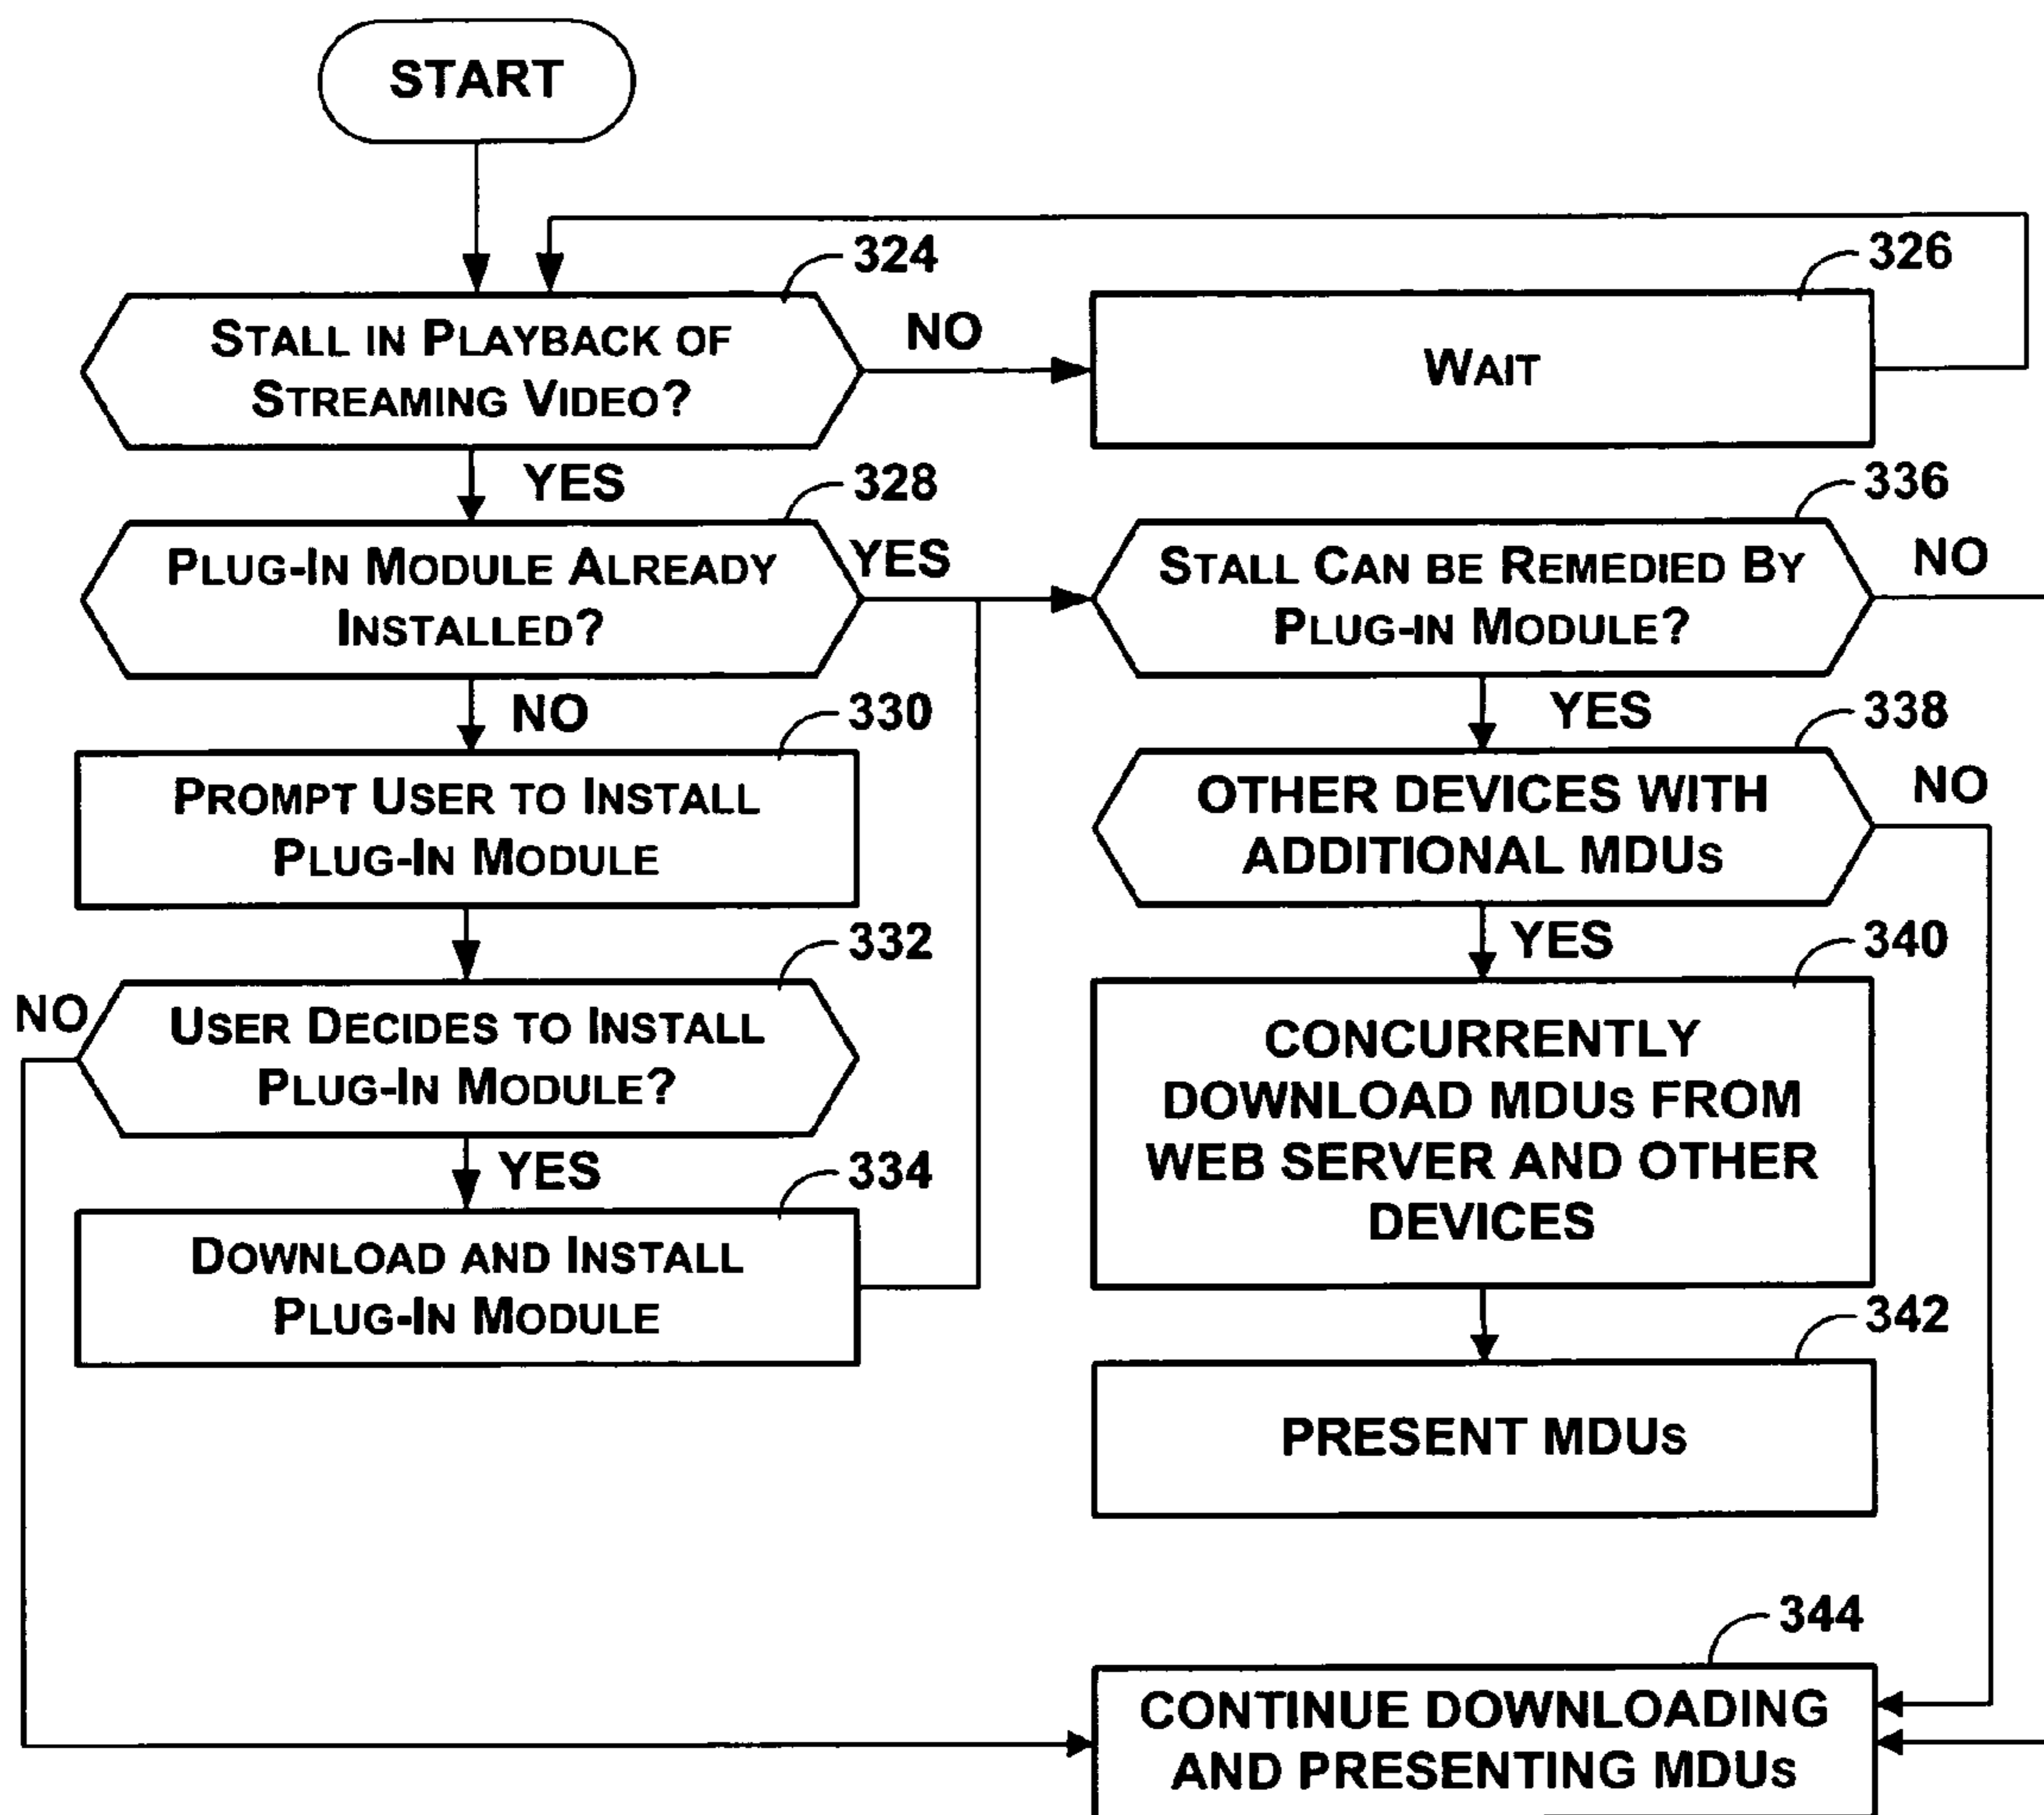 START
324
STALL IN PLAYBACK OF
STREAMING VIDEO?
NO
326
WAIT
YES
328
PLUG-IN MODULE ALREADY
INSTALLED?
YES
336
STALL CAN BE REMEDIED BY
PLUG-IN MODULE?
NO
NO
330
PROMPT USER TO INSTALL
PLUG-IN MODULE
YES
338
OTHER DEVICES WITH
ADDITIONAL MDUs
NO
332
NO
USER DECIDES TO INSTALL
PLUG-IN MODULE?
YES
340
CONCURRENTLY
DOWNLOAD MDUs FROM
WEB SERVER AND OTHER
DEVICES
YES
334
DOWNLOAD AND INSTALL
PLUG-IN MODULE
342
PRESENT MDUs
344
CONTINUE DOWNLOADING
AND PRESENTING MDUs